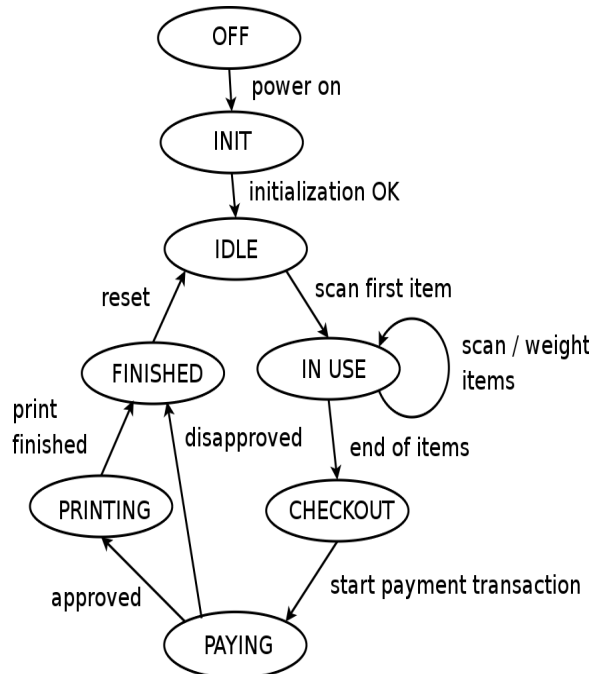 OFF
power on
INIT
initialization OK
IDLE
reset
scan first item
FINISHED
IN USE
scan / weight
items
print
finished
disapproved
end of items
PRINTING
CHECKOUT
approved
start payment transaction
PAYING